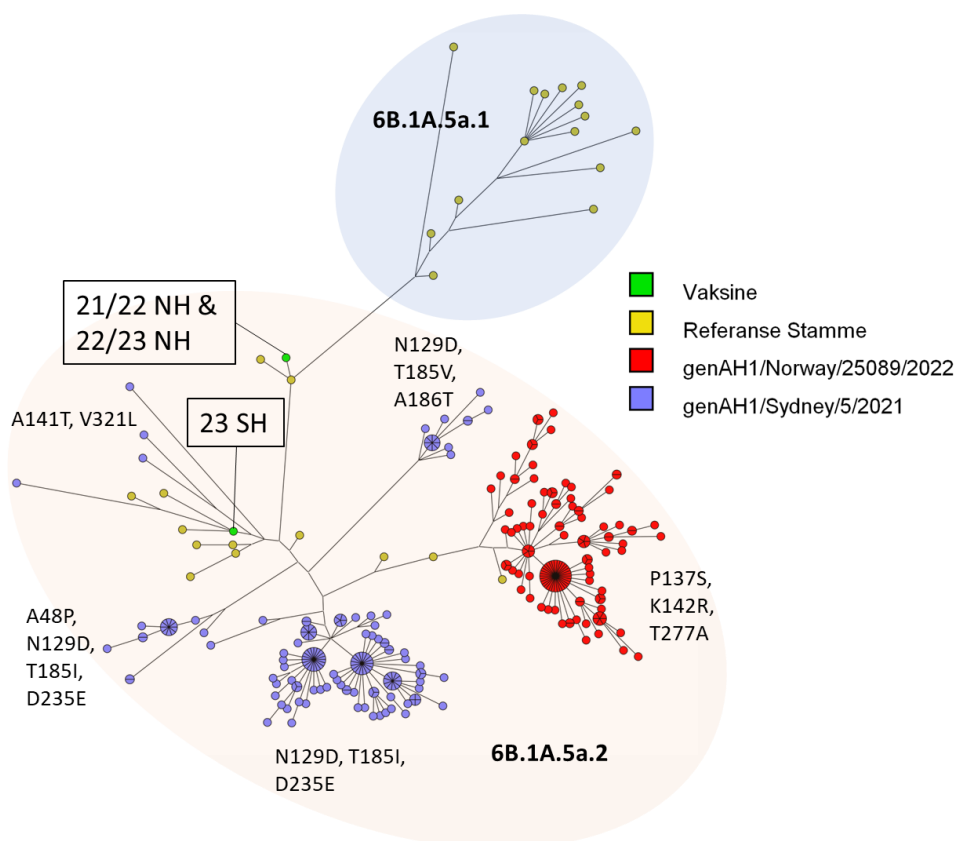 6B.1A.5a.1
21/22 NH &
22/23 NH
Vaksine
Referanse Stamme
genAH1/Norway/25089/2022
genAH1/Sydney/5/2021
N129D,
T185V,
A186T
A141T, V321L
23 SH
P137S,
K142R,
T277A
A48P,
N129D,
T185I,
D235E
N129D, T185I,
D235E
6B.1A.5a.2